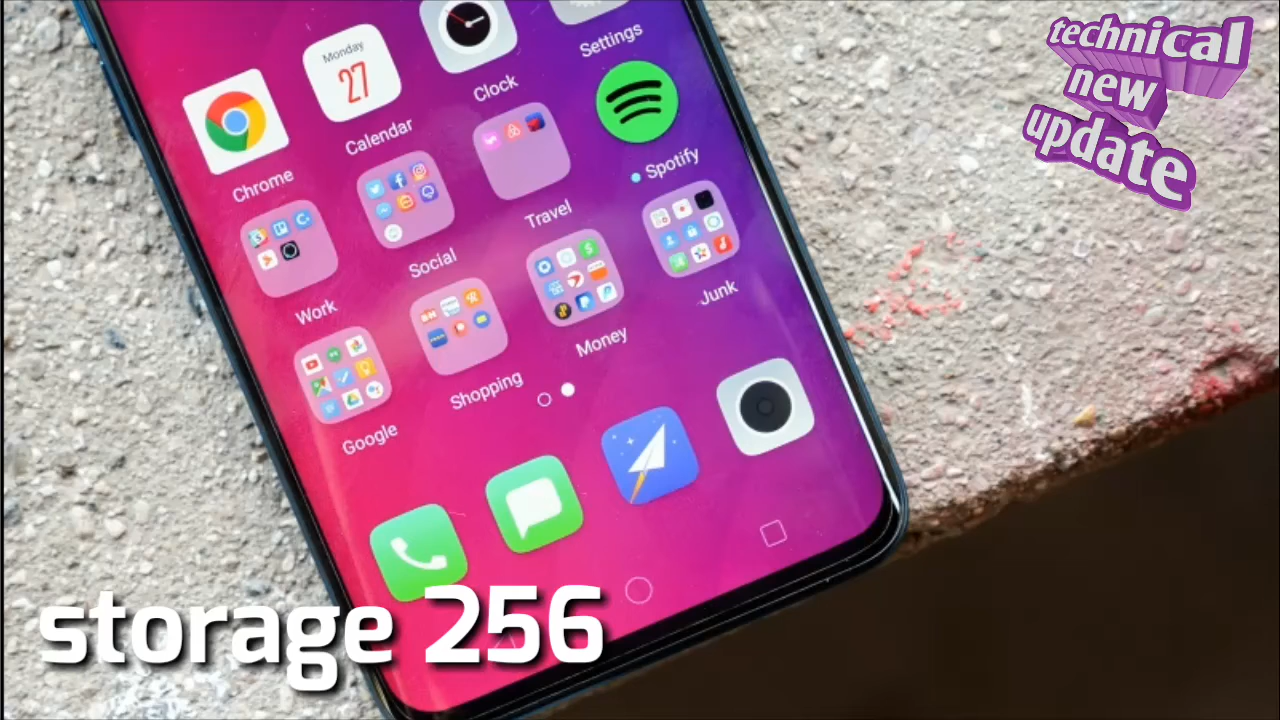 technical
new
update
Settings
Monday
27
Clock
Calendar
Spotify
Chrome
Travel
Social
Junk
Work
Money
Shopping
Google
storage 256